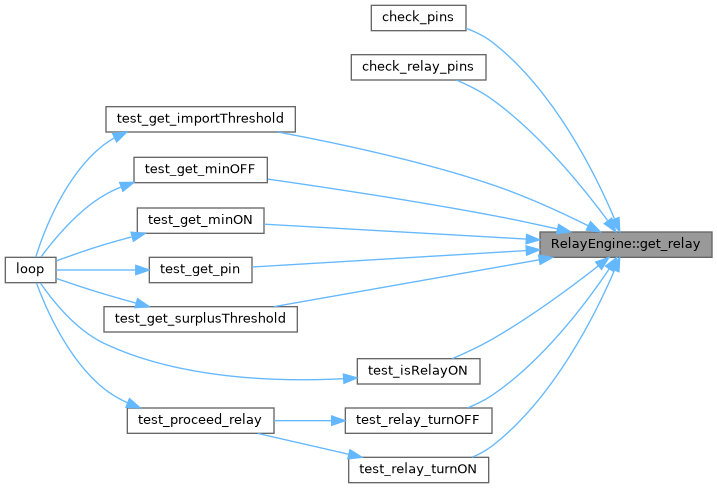 check_pins
check_relay_pins
test_get_importThreshold
test_get_minOFF
test_get_minON
RelayEngine::get_relay
loop
test_get_pin
test_get_surplusThreshold
test_isRelayON
test_proceed_relay
test_relay_turnOFF
test_relay_turnON